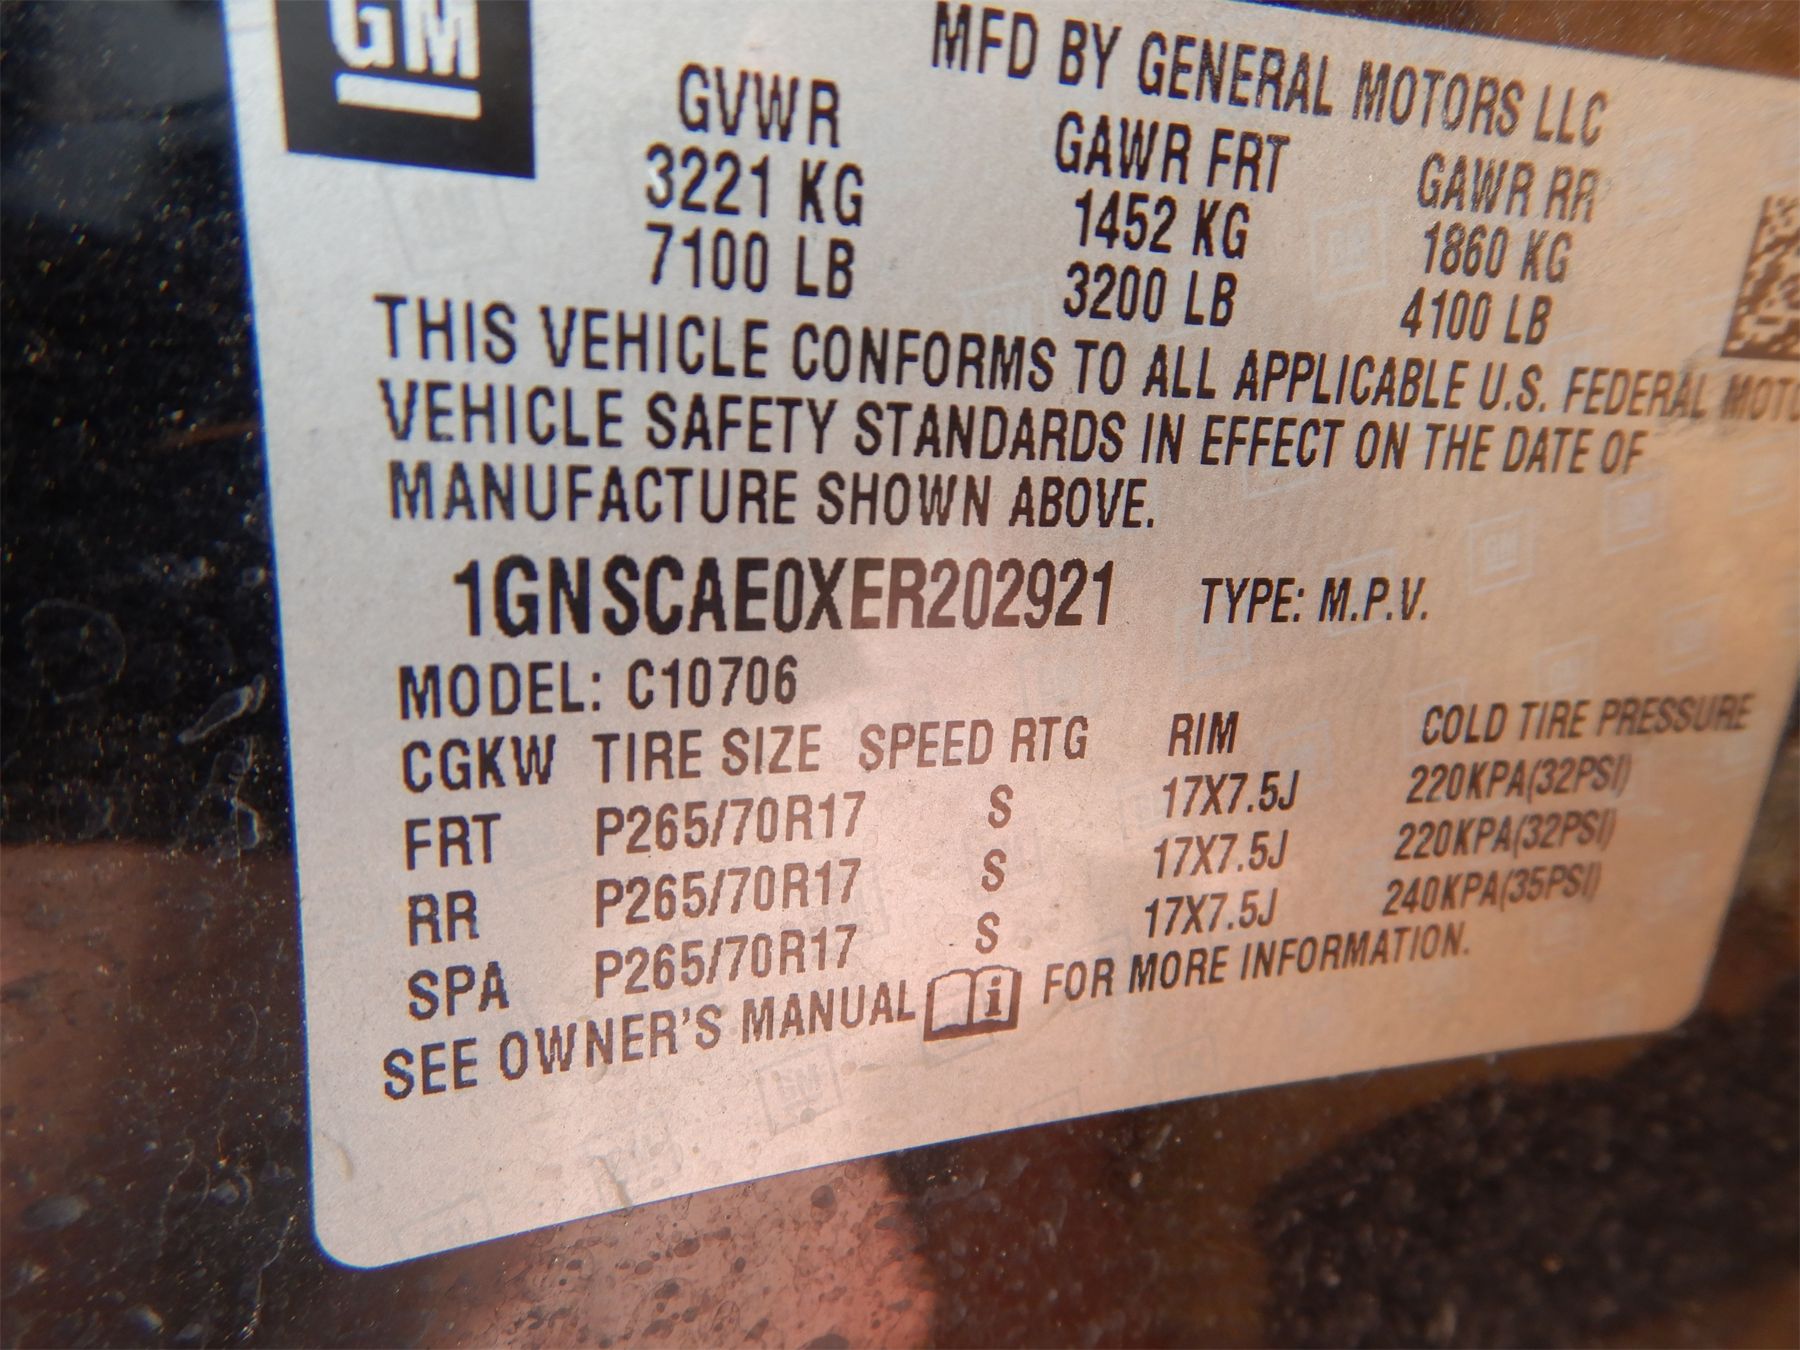 GM
MFD BY GENERAL MOTORS LLC
GVWR GAWR FRT GAWR RR
3221 KG 1452 KG 1860 KG
7100 LB 3200 LB 4100 LB
THIS VEHICLE CONFORMS TO ALL APPLICABLE U.S. FEDERAL MOTO
VEHICLE SAFETY STANDARDS IN EFFECT ON THE DATE OF
MANUFACTURE SHOWN ABOVE.
1GNSCAE0XER202921 TYPE: M.P.V.
MODEL: C10706
CGKW TIRE SIZE SPEED RTG RIM COLD TIRE PRESSURE
FRT P265/70R17 S 17X7.5J 220KPA(32PSI)
RR P265/70R17 S 17X7.5J 220KPA(32PSI)
SPA P265/70R17 S 17X7.5J 240KPA(35PSI)
SEE OWNER'S MANUAL i FOR MORE INFORMATION.